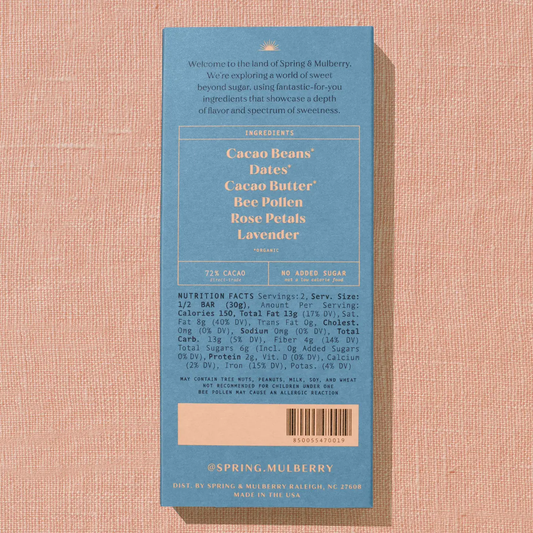 Welcome to the land of Spring & Mulberry.
We're exploring a world of sweet
beyond sugar, using fantastic-for-you
ingredients that showcase a depth
of flavor and spectrum of sweetness.
INGREDIENTS
Cacao Beans*
Dates*
Cacao Butter*
Bee Pollen
Rose Petals
Lavender
*ORGANIC
72% CACAO
NO ADDED SUGAR
not a low calorie food
NUTRITION FACTS Servings:2, Serv. Size:
1/2 BAR (30g), Amount Per Serving:
Calories 150, Total Fat 13g (17% DV), Sat.
Fat 8g (40% DV), Trans Fat 0g, Cholest.
0mg (0% DV), Sodium 0mg (0% DV), Total
Carb. 13g (5% DV), Fiber 4g (14% DV)
Total Sugars 6g (Incl. 0g Added Sugars
0% DV), Protein 2g, Vit. D (0% DV), Calcium
(2% DV), Iron (15% DV), Potas. (4% DV)
MAY CONTAIN TREE NUTS, PEANUTS, MILK, SOY, AND WHEAT
NOT RECOMMENDED FOR CHILDREN UNDER ONE
BEE POLLEN MAY CAUSE AN ALLERGIC REACTION
850055470019
@SPRING.MULBERRY
DIST. BY SPRING & MULBERRY RALEIGH, NC 27608
MADE IN THE USA